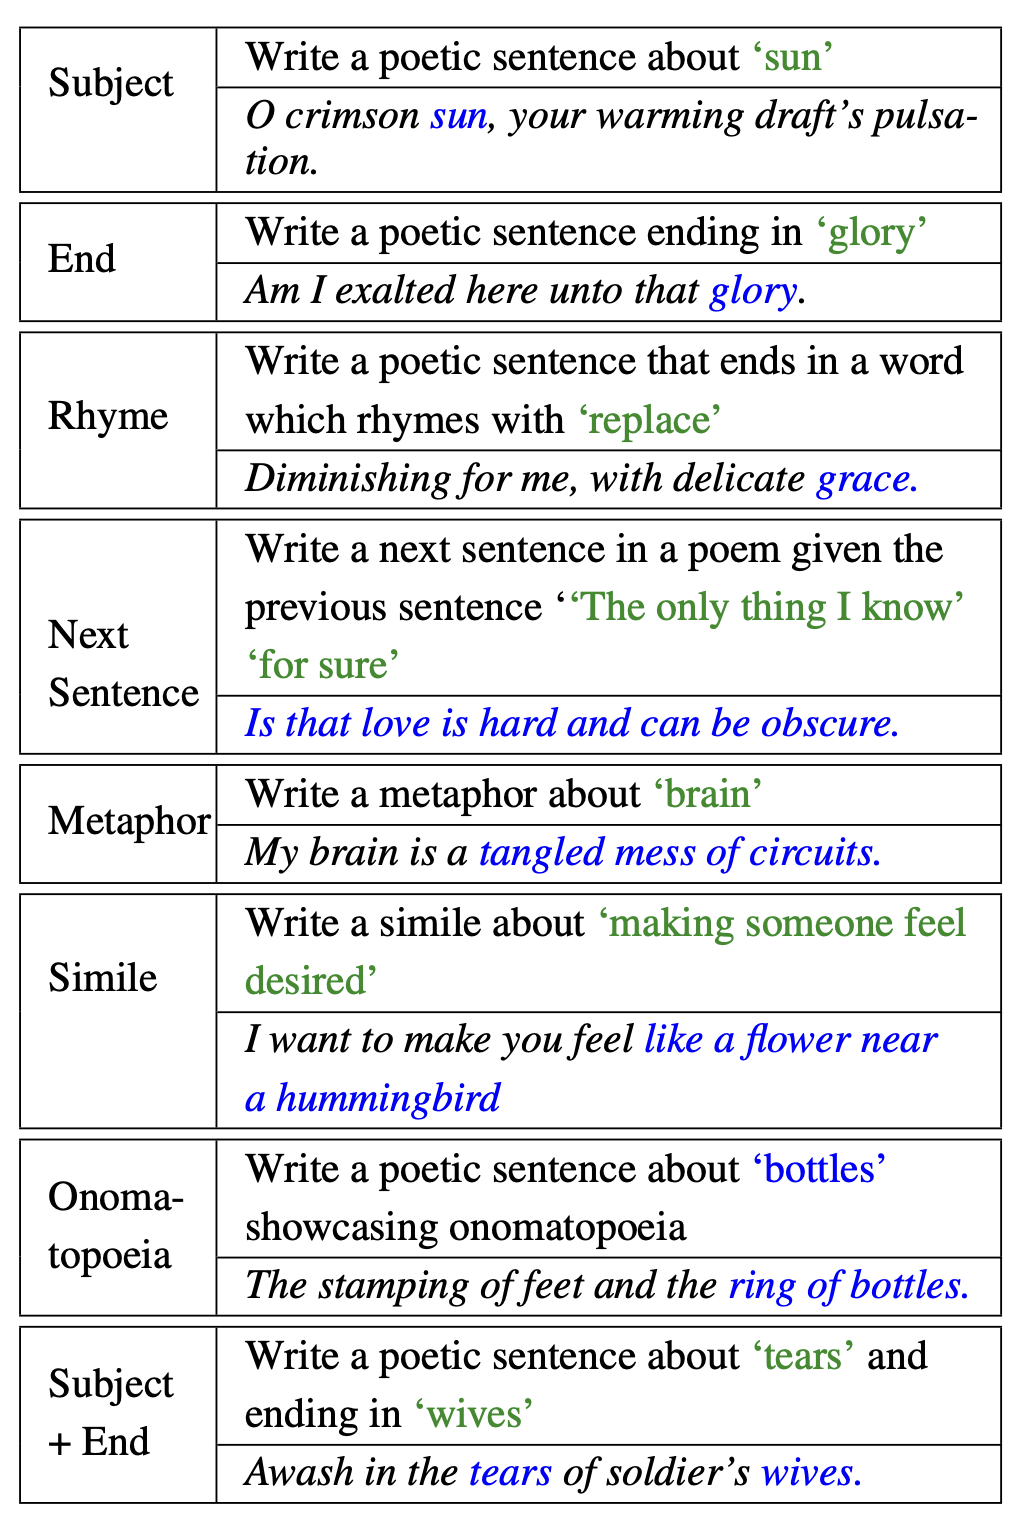 Subject
Write a poetic sentence about ‘sun’
O crimson sun, your warming draft’s pulsa-
tion.
End
Write a poetic sentence ending in ‘glory’
Am I exalted here unto that glory.
Rhyme
Write a poetic sentence that ends in a word
which rhymes with ‘replace’
Diminishing for me, with delicate grace.
Next
Sentence
Write a next sentence in a poem given the
previous sentence ‘‘The only thing I know’
‘for sure’
Is that love is hard and can be obscure.
Metaphor
Write a metaphor about ‘brain’
My brain is a tangled mess of circuits.
Simile
Write a simile about ‘making someone feel
desired’
I want to make you feel like a flower near
a hummingbird
Onoma-
topoeia
Write a poetic sentence about ‘bottles’
showcasing onomatopoeia
The stamping of feet and the ring of bottles.
Subject
+ End
Write a poetic sentence about ‘tears’ and
ending in ‘wives’
Awash in the tears of soldier’s wives.